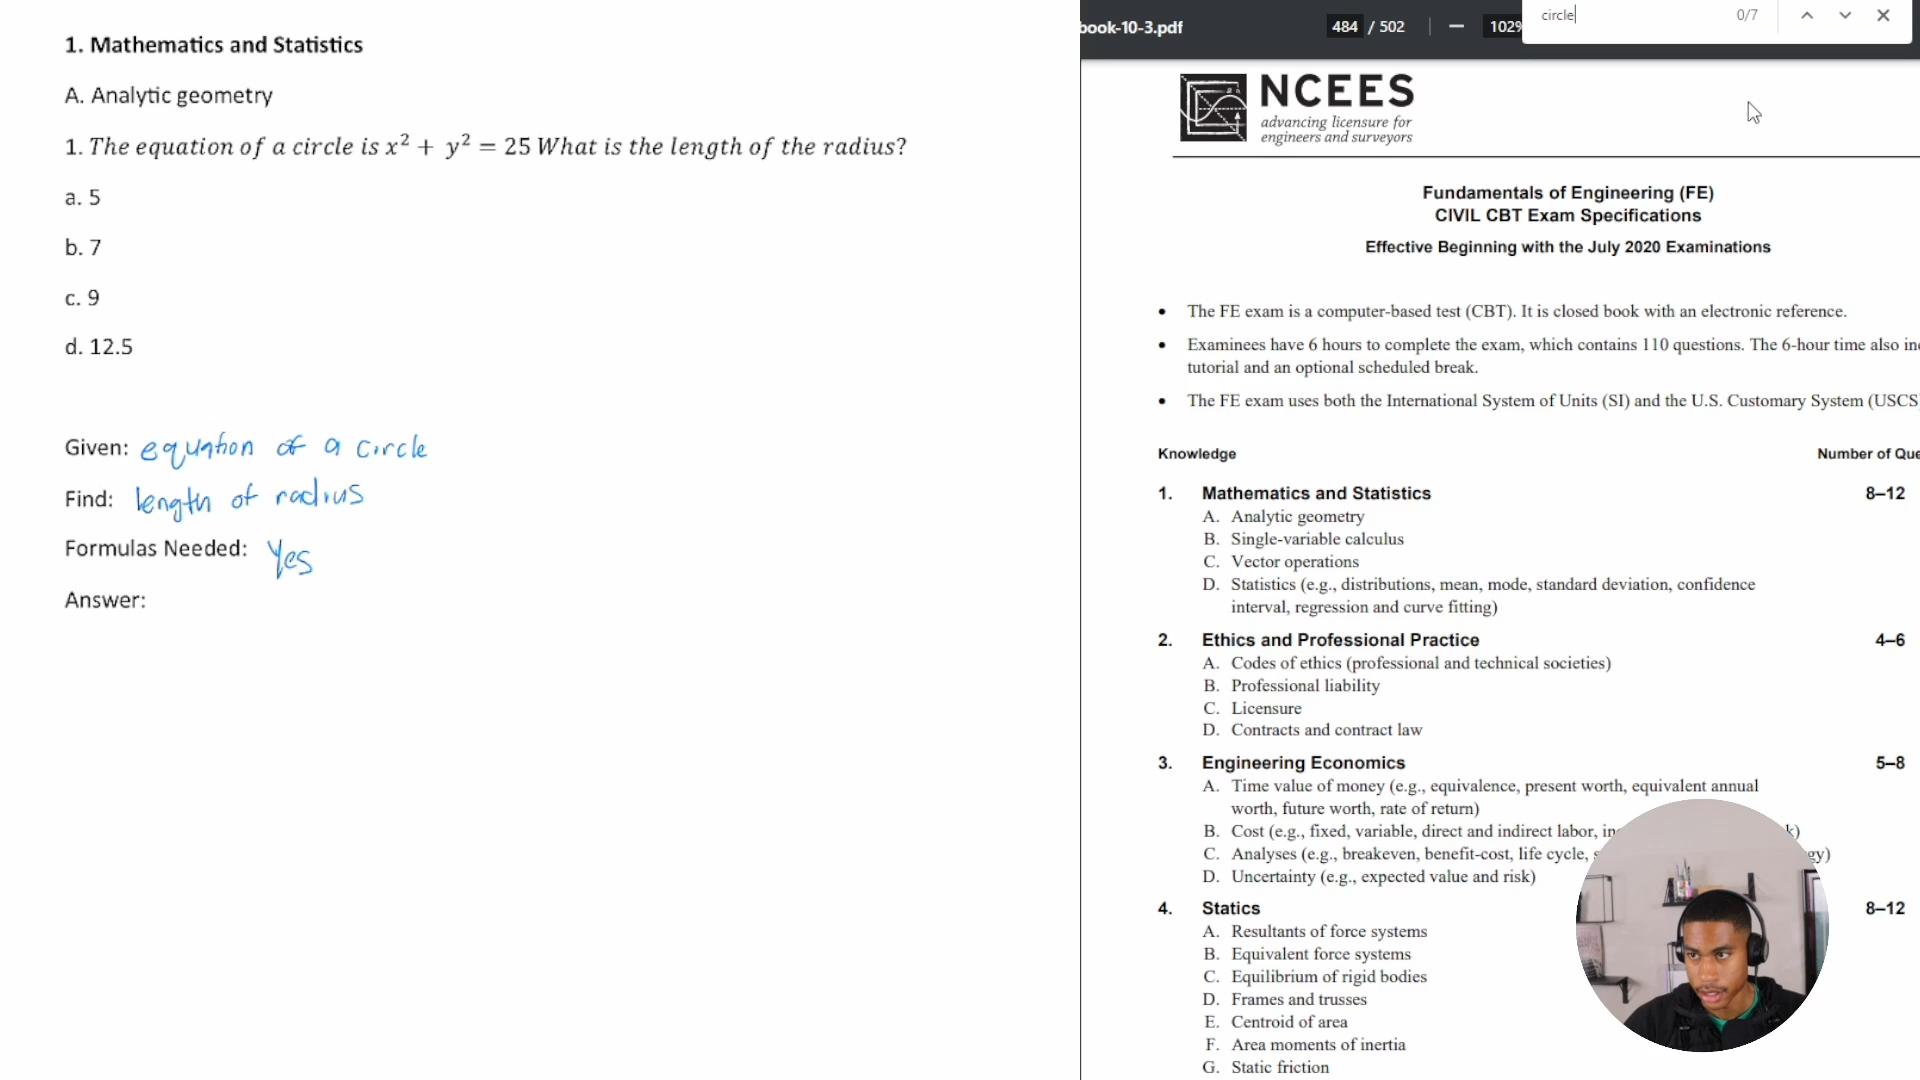 1. Mathematics and Statistics
A. Analytic geometry
1. The equation of a circle is x² + y² = 25 What is the length of the radius?
a. 5
b. 7
c. 9
d. 12.5
Given: equation of a circle
Find: length of radius
Formulas Needed: Yes
Answer:
book-10-3.pdf
484 / 502
102%
circle
0/7
NCEES
advancing licensure for
engineers and surveyors
Fundamentals of Engineering (FE)
CIVIL CBT Exam Specifications
Effective Beginning with the July 2020 Examinations
• The FE exam is a computer-based test (CBT). It is closed book with an electronic reference.
• Examinees have 6 hours to complete the exam, which contains 110 questions. The 6-hour time also
tutorial and an optional scheduled break.
• The FE exam uses both the International System of Units (SI) and the U.S. Customary System (USCS
Knowledge Number of
1. Mathematics and Statistics 8–12
A. Analytic geometry
B. Single-variable calculus
C. Vector operations
D. Statistics (e.g., distributions, mean, mode, standard deviation, confidence
interval, regression and curve fitting)
2. Ethics and Professional Practice 4–6
A. Codes of ethics (professional and technical societies)
B. Professional liability
C. Licensure
D. Contracts and contract law
3. Engineering Economics 5–8
A. Time value of money (e.g., equivalence, present worth, equivalent annual
worth, future worth, rate of return)
B. Cost (e.g., fixed, variable, direct and indirect labor,
C. Analyses (e.g., breakeven, benefit-cost, life cycle,
D. Uncertainty (e.g., expected value and risk)
4. Statics 8–12
A. Resultants of force systems
B. Equivalent force systems
C. Equilibrium of rigid bodies
D. Frames and trusses
E. Centroid of area
F. Area moments of inertia
G. Static friction